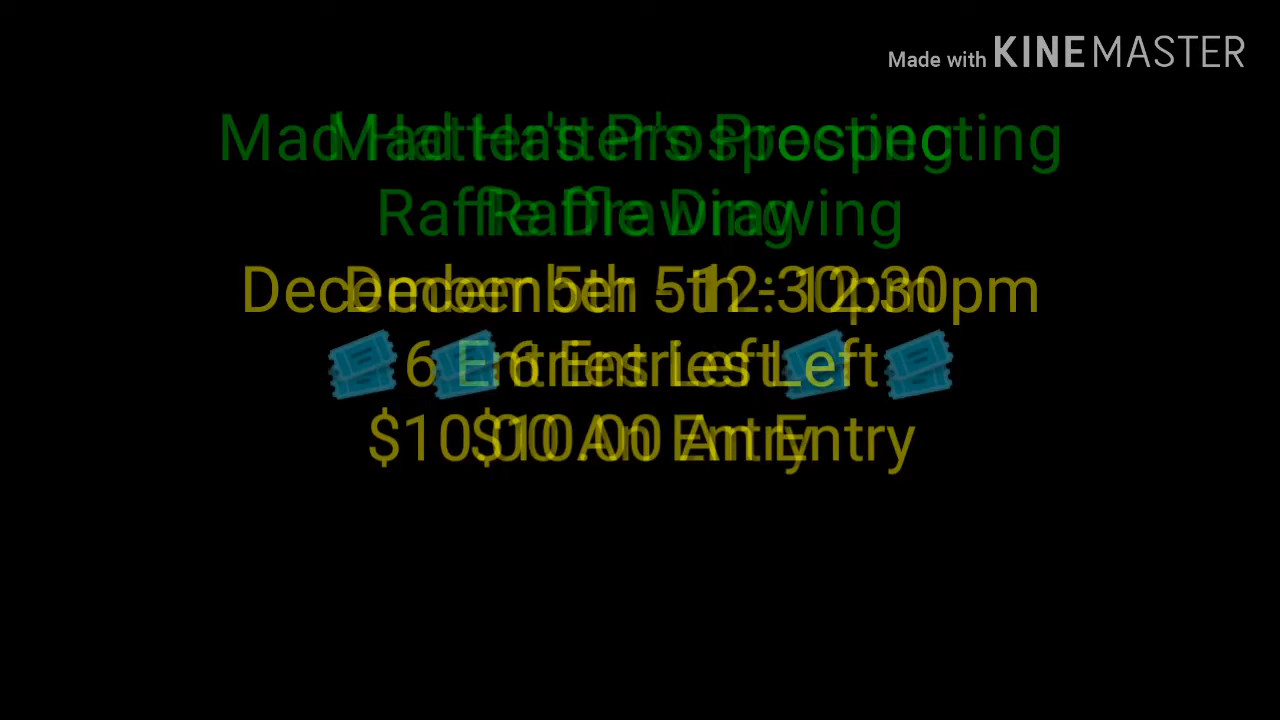 Made with KINEMASTER
Mad Hatter's Prospecting
Raffle Drawing
December 5th - 12:30pm
🎟 6 Entries Left 🎟
$10.00 An Entry